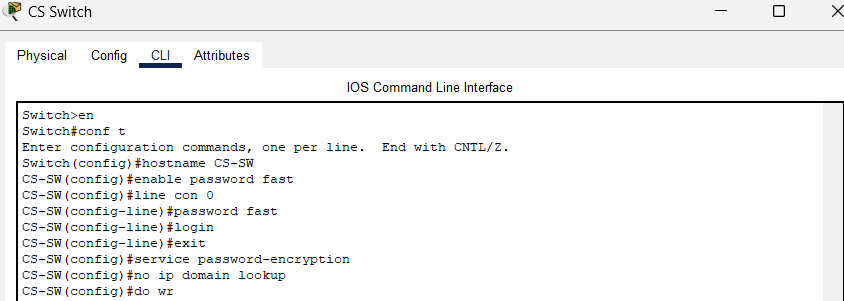 CS Switch
Physical Config CLI Attributes
IOS Command Line Interface
Switch>en
Switch#conf t
Enter configuration commands, one per line.  End with CNTL/Z.
Switch(config)#hostname CS-SW
CS-SW(config)#enable password fast
CS-SW(config)#line con 0
CS-SW(config-line)#password fast
CS-SW(config-line)#login
CS-SW(config-line)#exit
CS-SW(config)#service password-encryption
CS-SW(config)#no ip domain lookup
CS-SW(config)#do wr